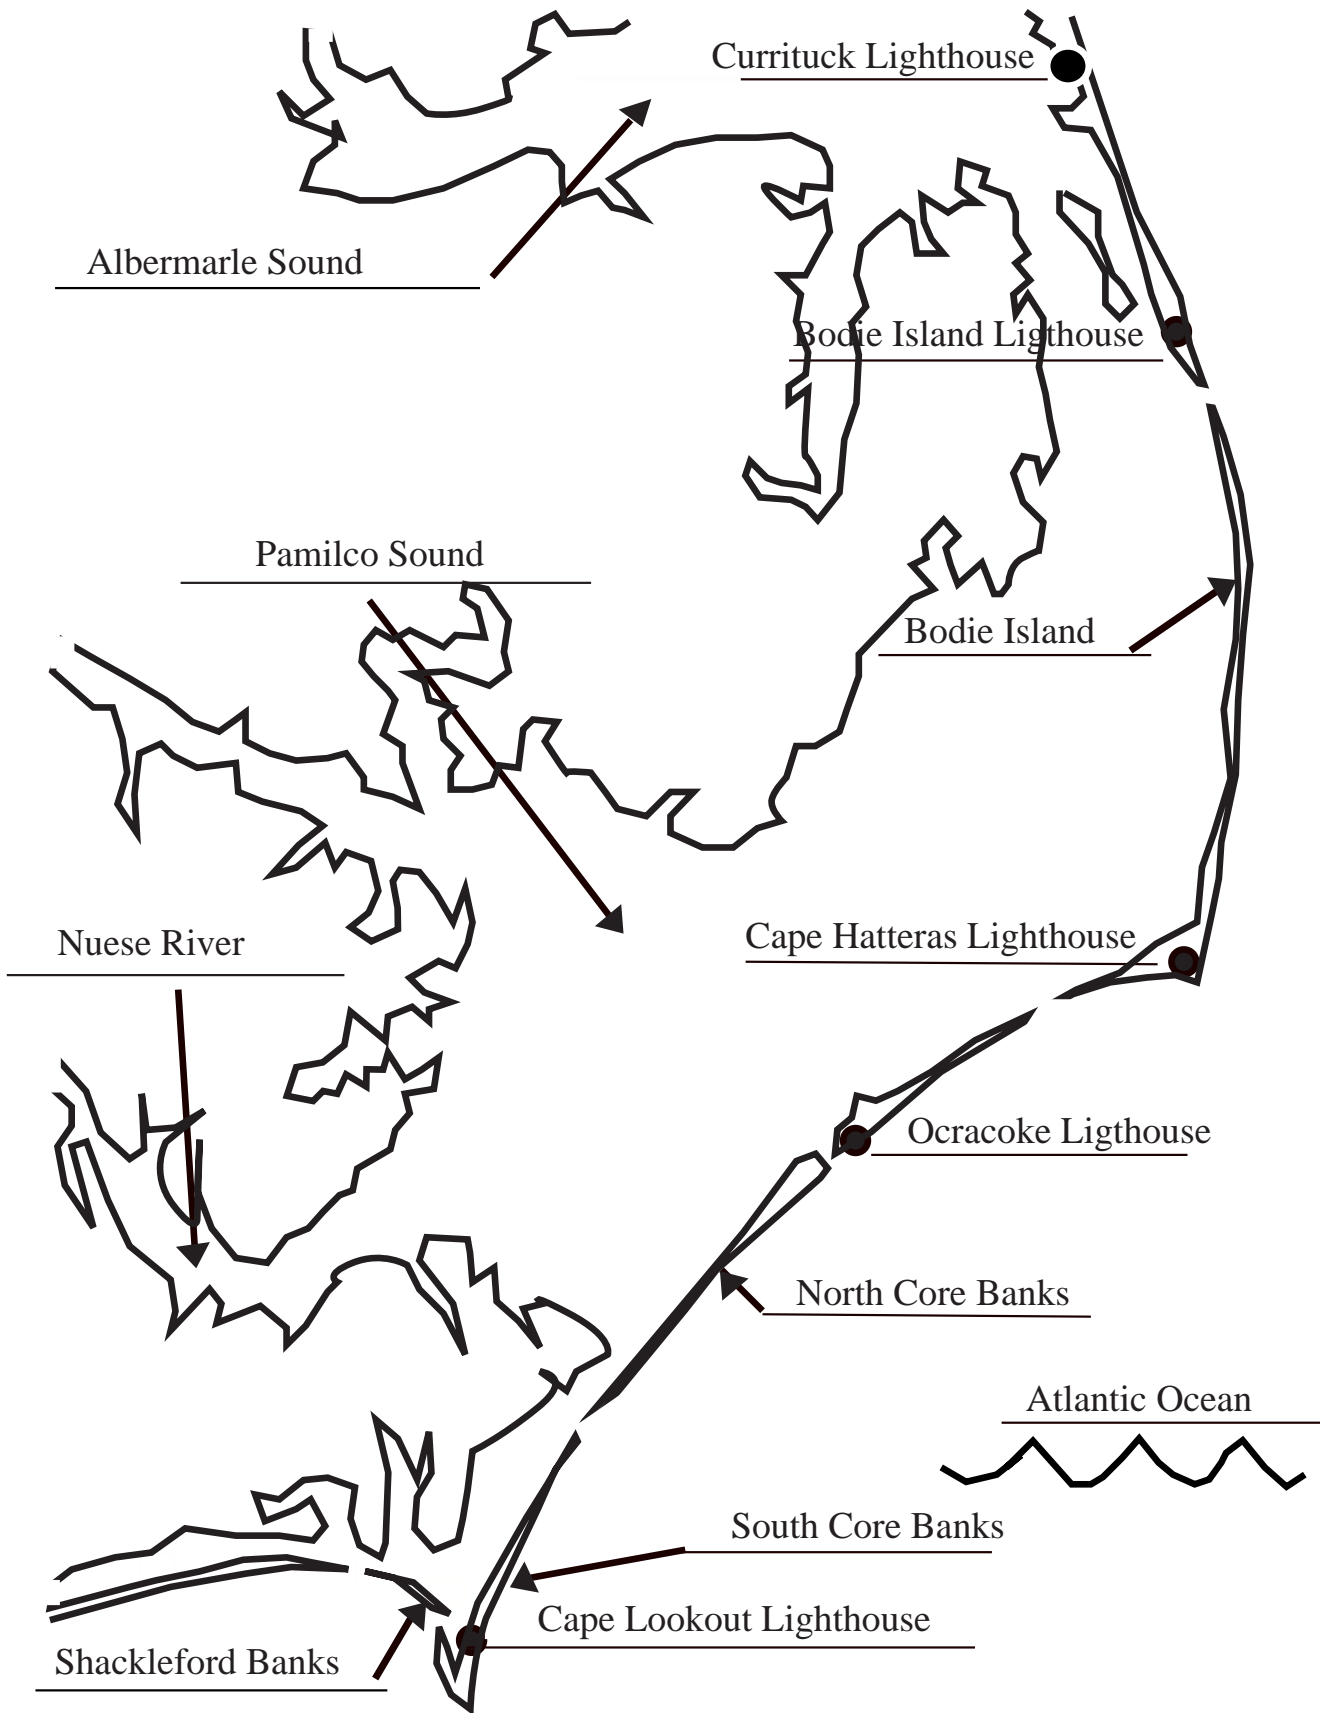 Currituck Lighthouse
Albermarle Sound
Bodie Island Ligthouse
Pamilco Sound
Bodie Island
Nuese River
Cape Hatteras Lighthouse
Ocracoke Ligthouse
North Core Banks
Atlantic Ocean
South Core Banks
Cape Lookout Lighthouse
Shackleford Banks